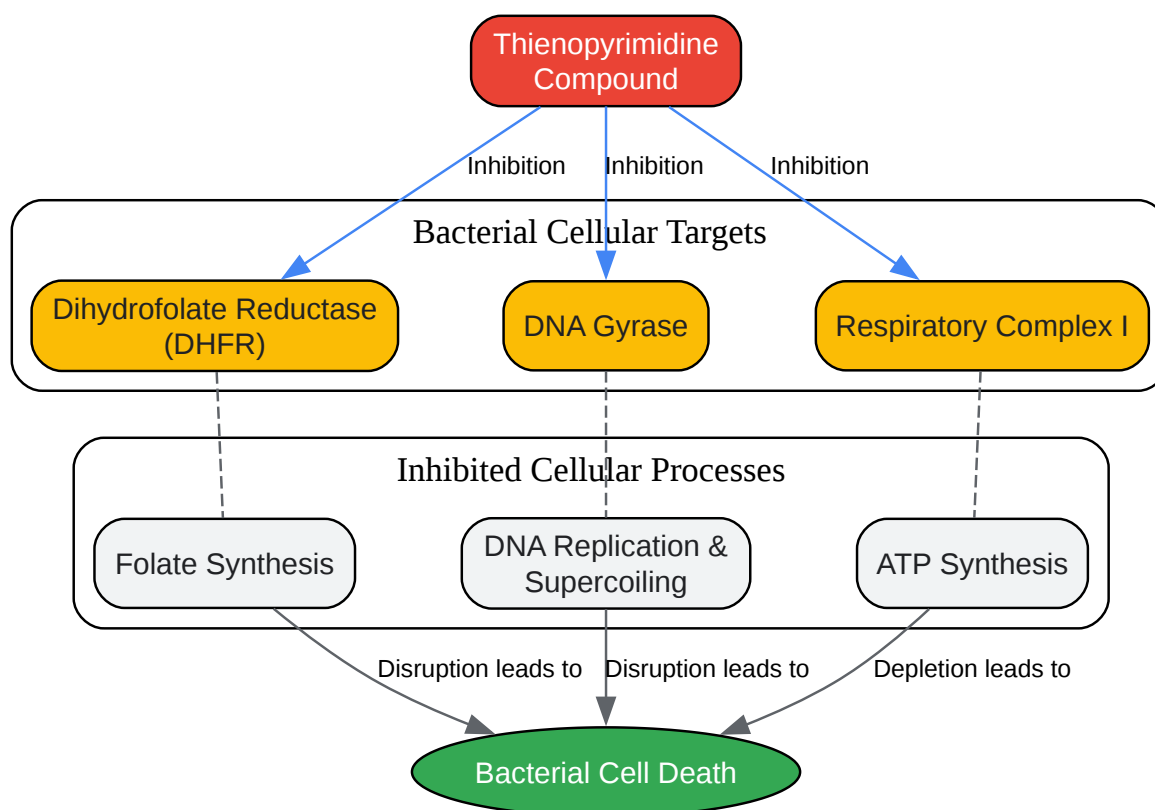 Thienopyrimidine
Compound
Inhibition
Inhibition
Inhibition
Bacterial Cellular Targets
Dihydrofolate Reductase
(DHFR)
DNA Gyrase
Respiratory Complex I
Inhibited Cellular Processes
Folate Synthesis
DNA Replication &
Supercoiling
ATP Synthesis
Disruption leads to
Disruption leads to
Depletion leads to
Bacterial Cell Death